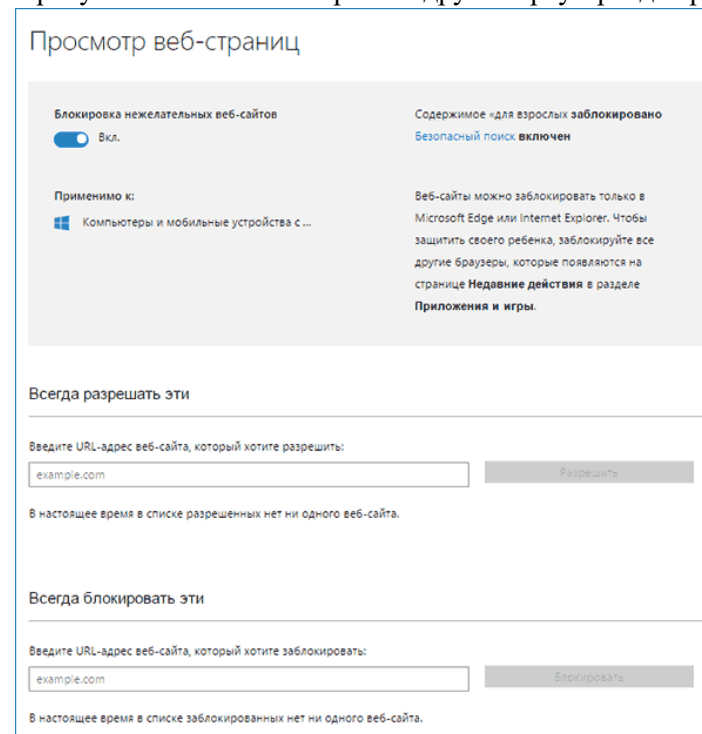 Просмотр веб-страниц
Блокировка нежелательных веб-сайтов
Вкл.
Содержимое «для взрослых заблокировано
Безопасный поиск включен
Применимо к:
Компьютеры и мобильные устройства с ...
Веб-сайты можно заблокировать только в
Microsoft Edge или Internet Explorer. Чтобы
защитить своего ребенка, заблокируйте все
другие браузеры, которые появляются на
странице Недавние действия в разделе
Приложения и игры.
Всегда разрешать эти
Введите URL-адрес веб-сайта, который хотите разрешить:
example.com
Разрешить
В настоящее время в списке разрешенных нет ни одного веб-сайта.
Всегда блокировать эти
Введите URL-адрес веб-сайта, который хотите заблокировать:
example.com
Блокировать
В настоящее время в списке заблокированных нет ни одного веб-сайта.